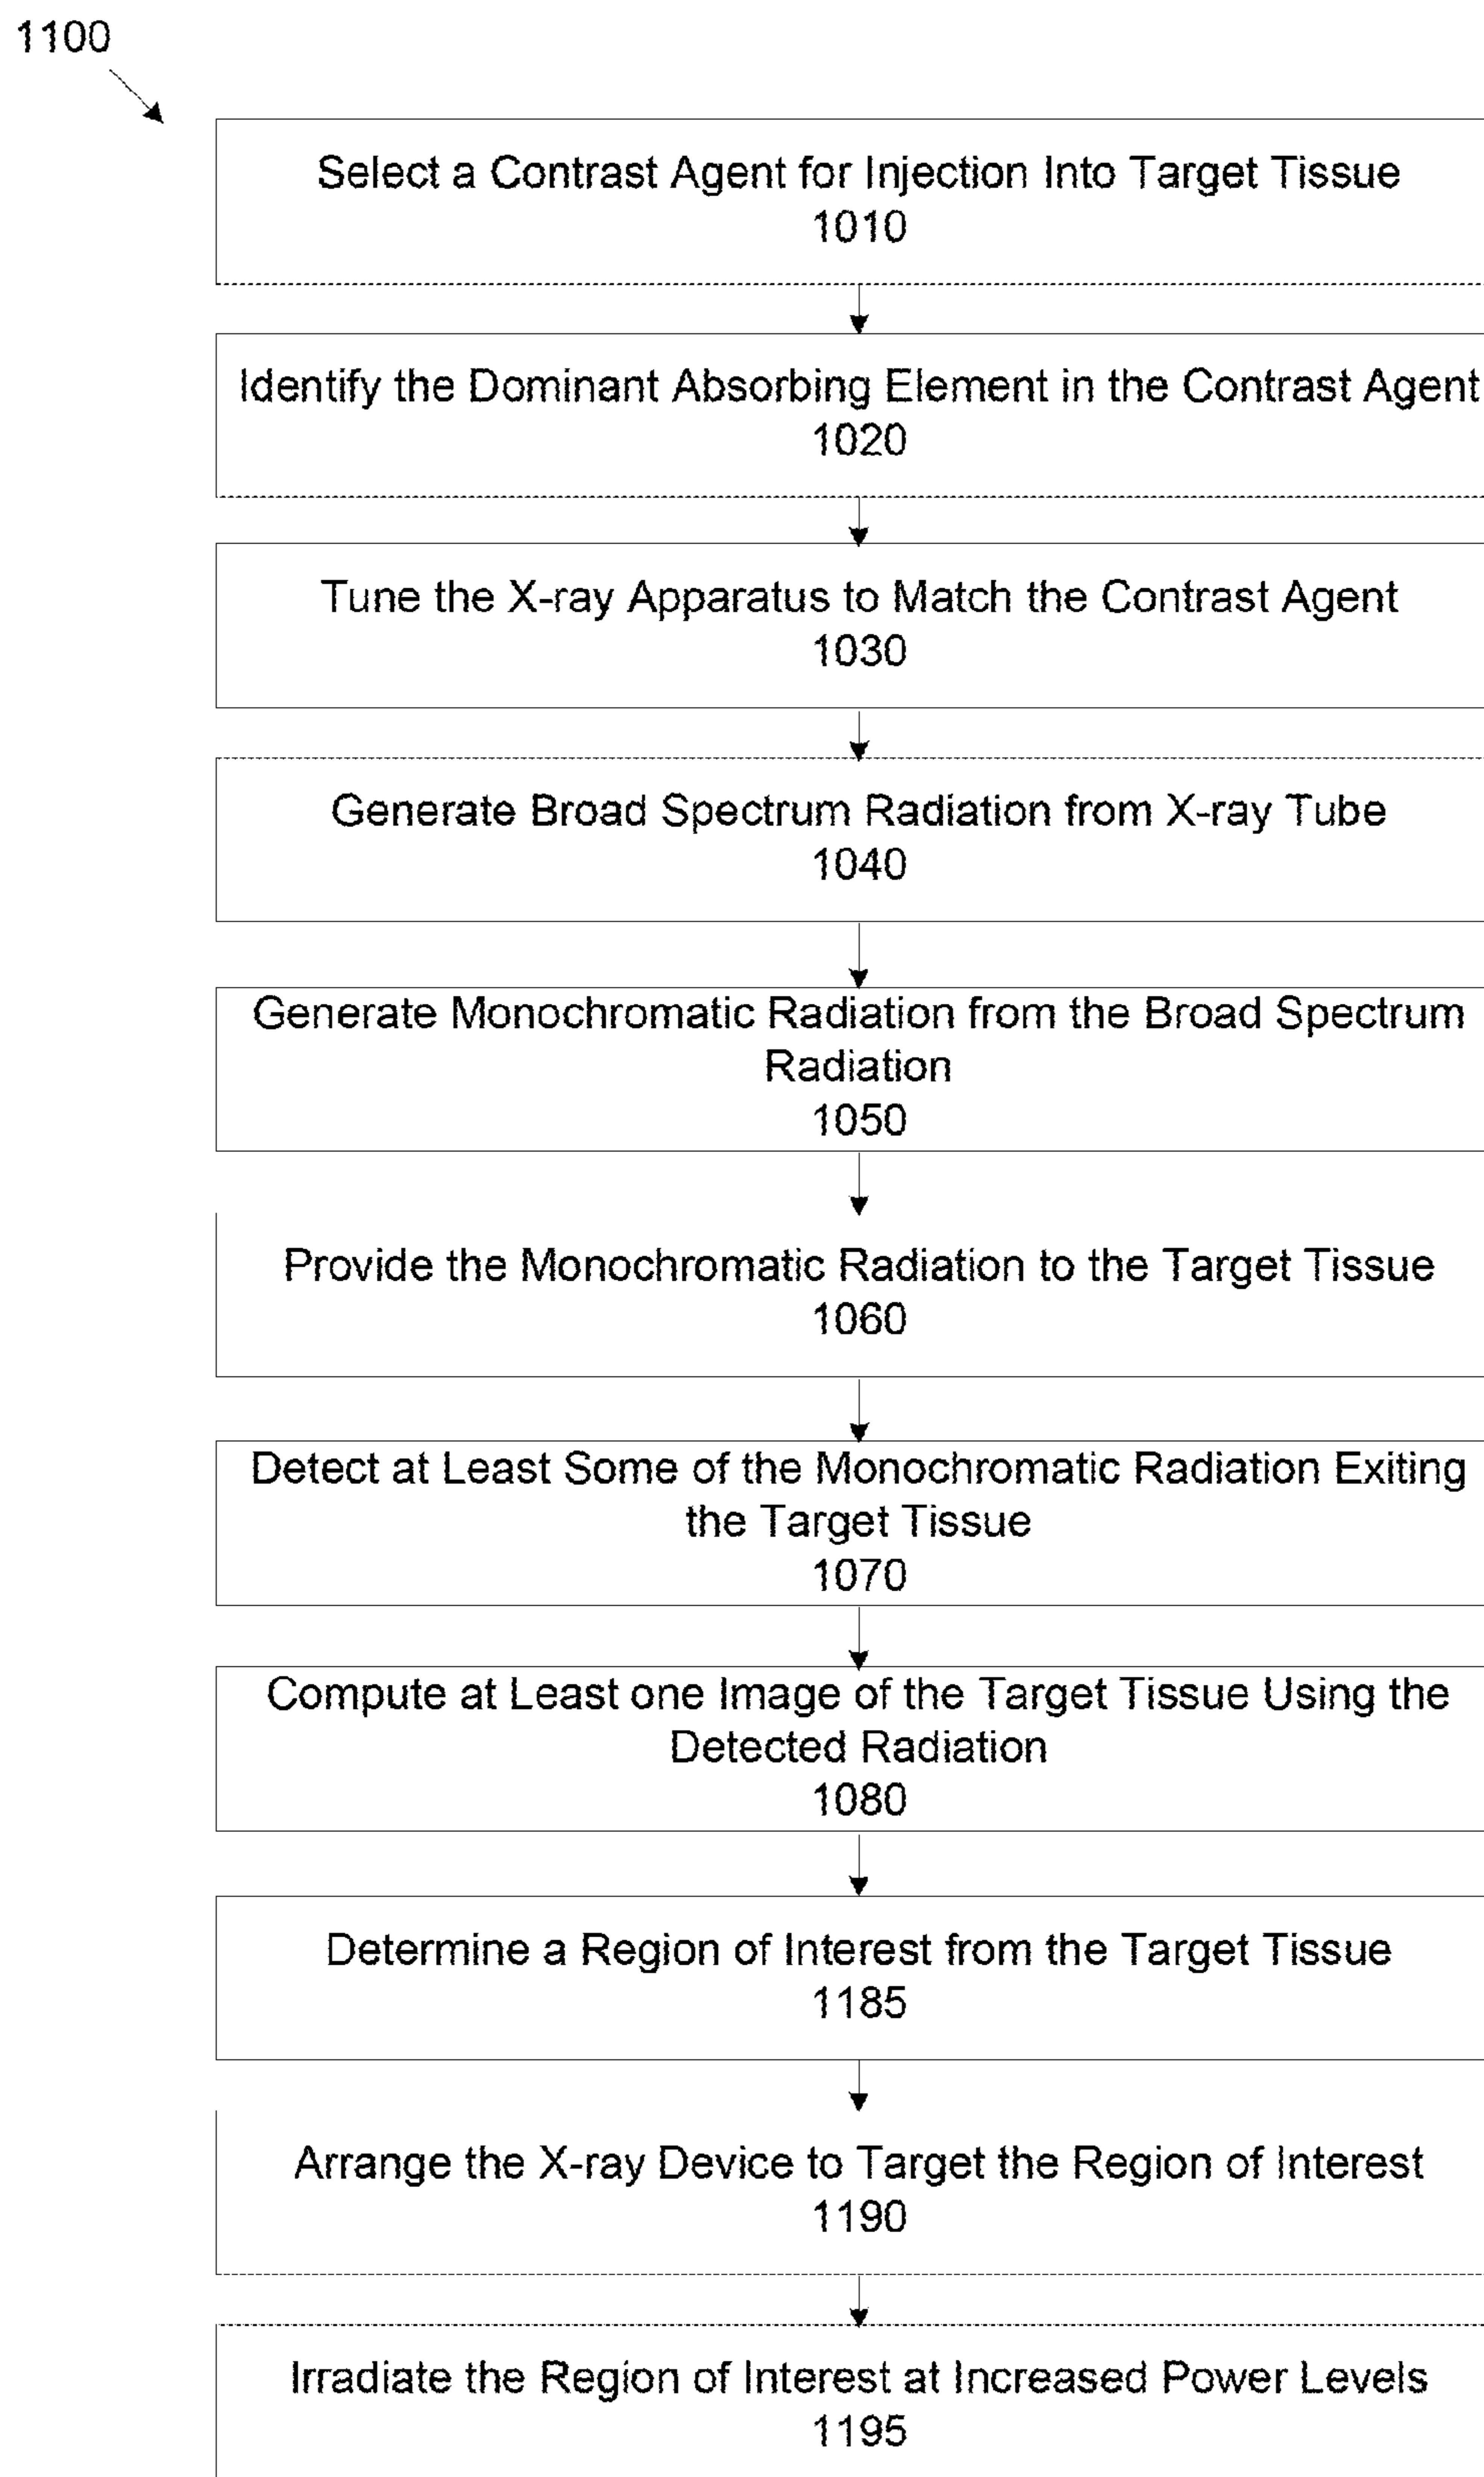 1100
Select a Contrast Agent for Injection Into Target Tissue
1010
Identify the Dominant Absorbing Element in the Contrast Agent
1020
Tune the X-ray Apparatus to Match the Contrast Agent
1030
Generate Broad Spectrum Radiation from X-ray Tube
1040
Generate Monochromatic Radiation from the Broad Spectrum
Radiation
1050
Provide the Monochromatic Radiation to the Target Tissue
1060
Detect at Least Some of the Monochromatic Radiation Exiting
the Target Tissue
1070
Compute at Least one Image of the Target Tissue Using the
Detected Radiation
1080
Determine a Region of Interest from the Target Tissue
1185
Arrange the X-ray Device to Target the Region of Interest
1190
Irradiate the Region of Interest at Increased Power Levels
1195